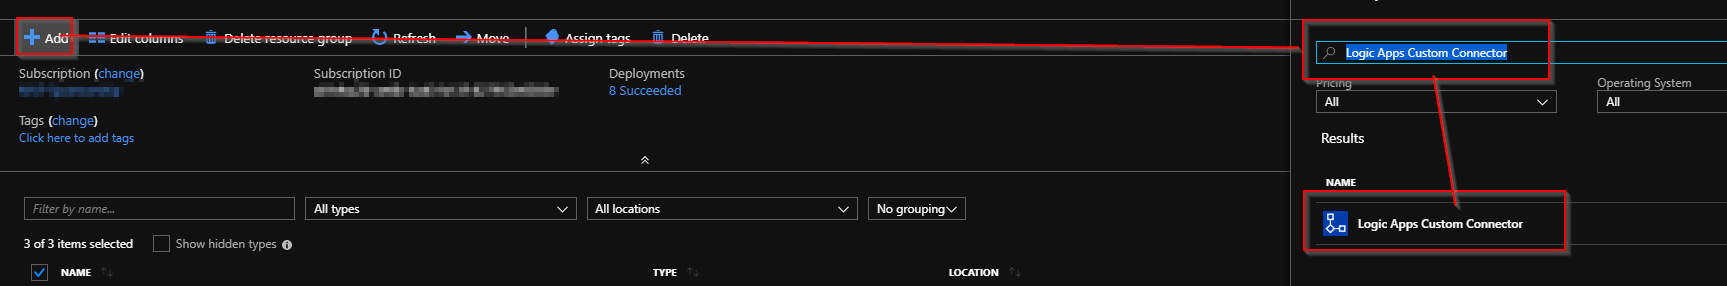 Add Edit columns Delete resource group Refresh Move Assign tags Delete
Subscription (change) Subscription ID Deployments
8 Succeeded
Tags (change)
Click here to add tags
Filter by name... All types All locations No grouping
3 of 3 items selected Show hidden types
NAME TYPE LOCATION
Logic Apps Custom Connector
Pricing Operating System
All All
Results
NAME
Logic Apps Custom Connector